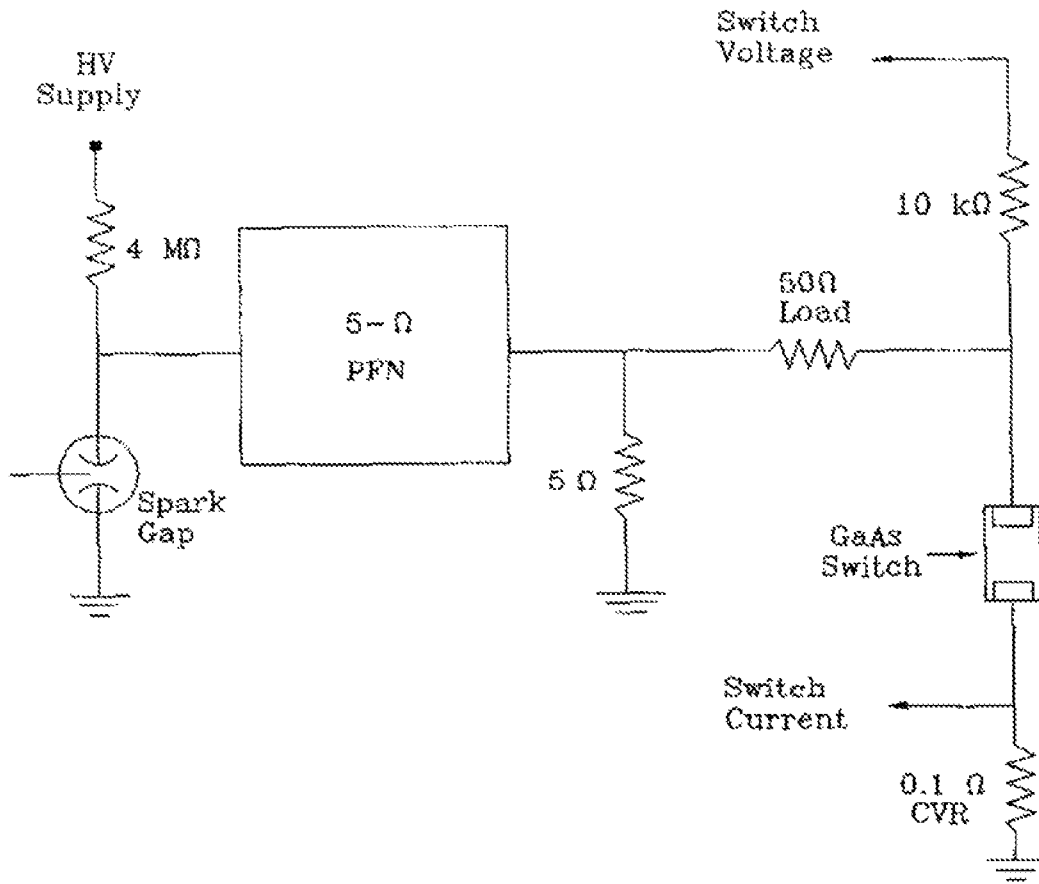 Switch
Voltage
HV
Supply
4 MΩ
10 kΩ
5-Ω
PFN
50Ω
Load
5 Ω
Spark
Gap
GaAs
Switch
Switch
Current
0.1 Ω
CVR